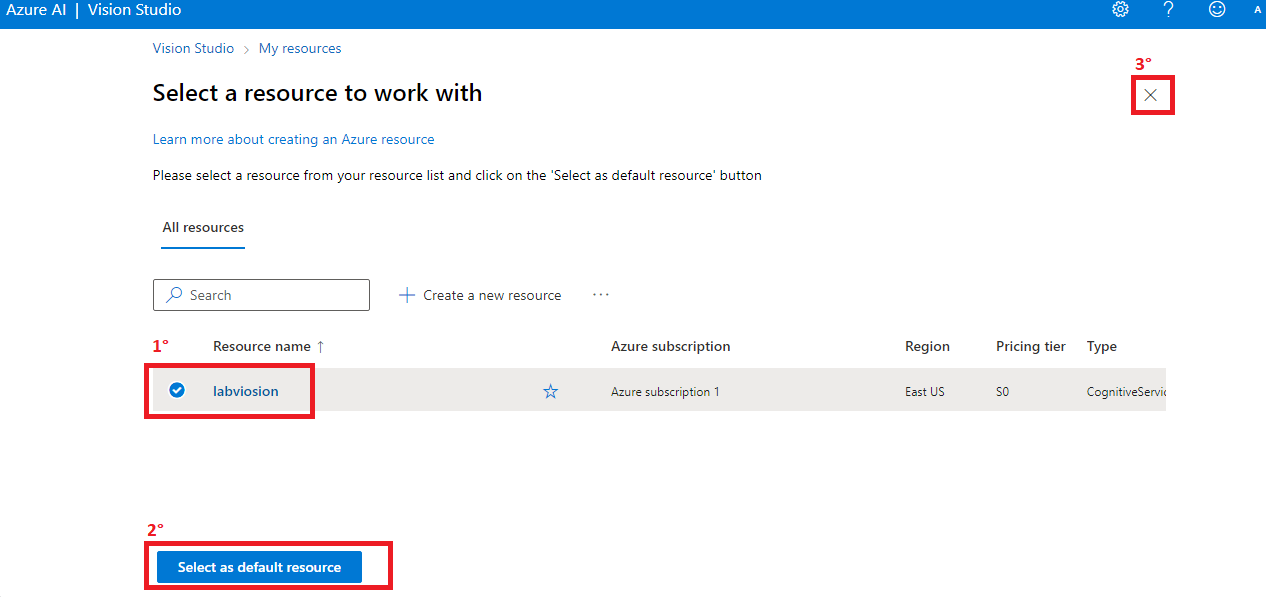 Azure AI | Vision Studio
A
Vision Studio > My resources
3°
Select a resource to work with
Learn more about creating an Azure resource
Please select a resource from your resource list and click on the 'Select as default resource' button
All resources
Search
Create a new resource
...
1°
Resource name ↑
Azure subscription
Region
Pricing tier
Type
labviosion
Azure subscription 1
East US
S0
CognitiveServic
2°
Select as default resource